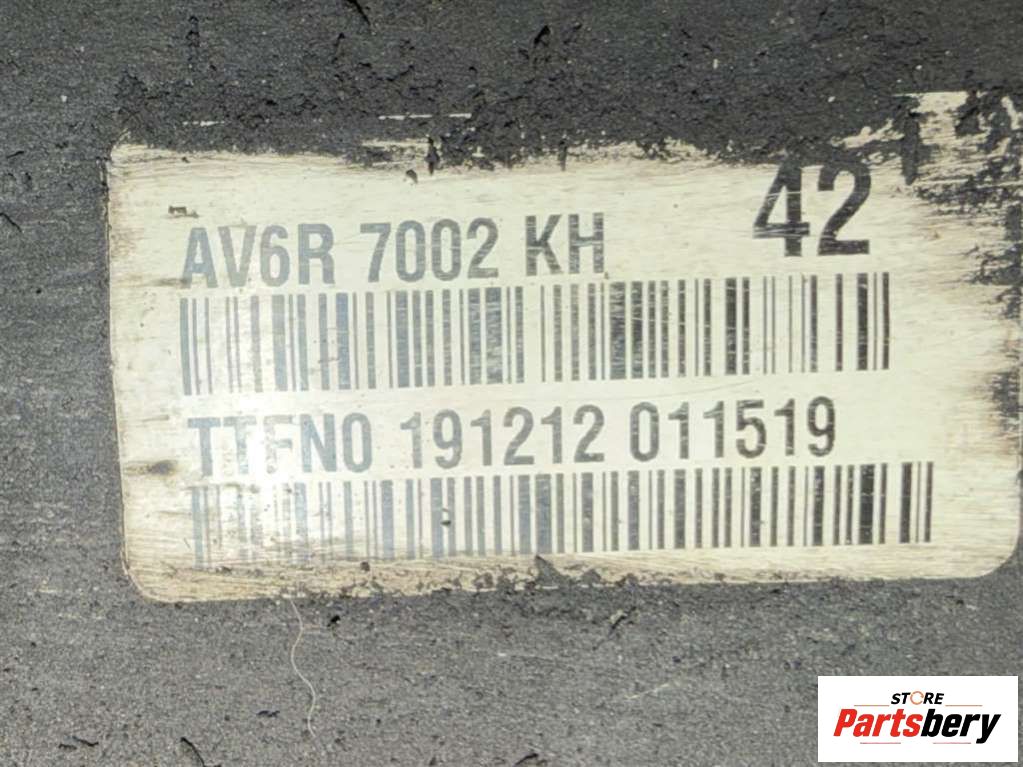 AV6R 7002 KH 42
TTFN0 191212 011519
STORE
Partsbery